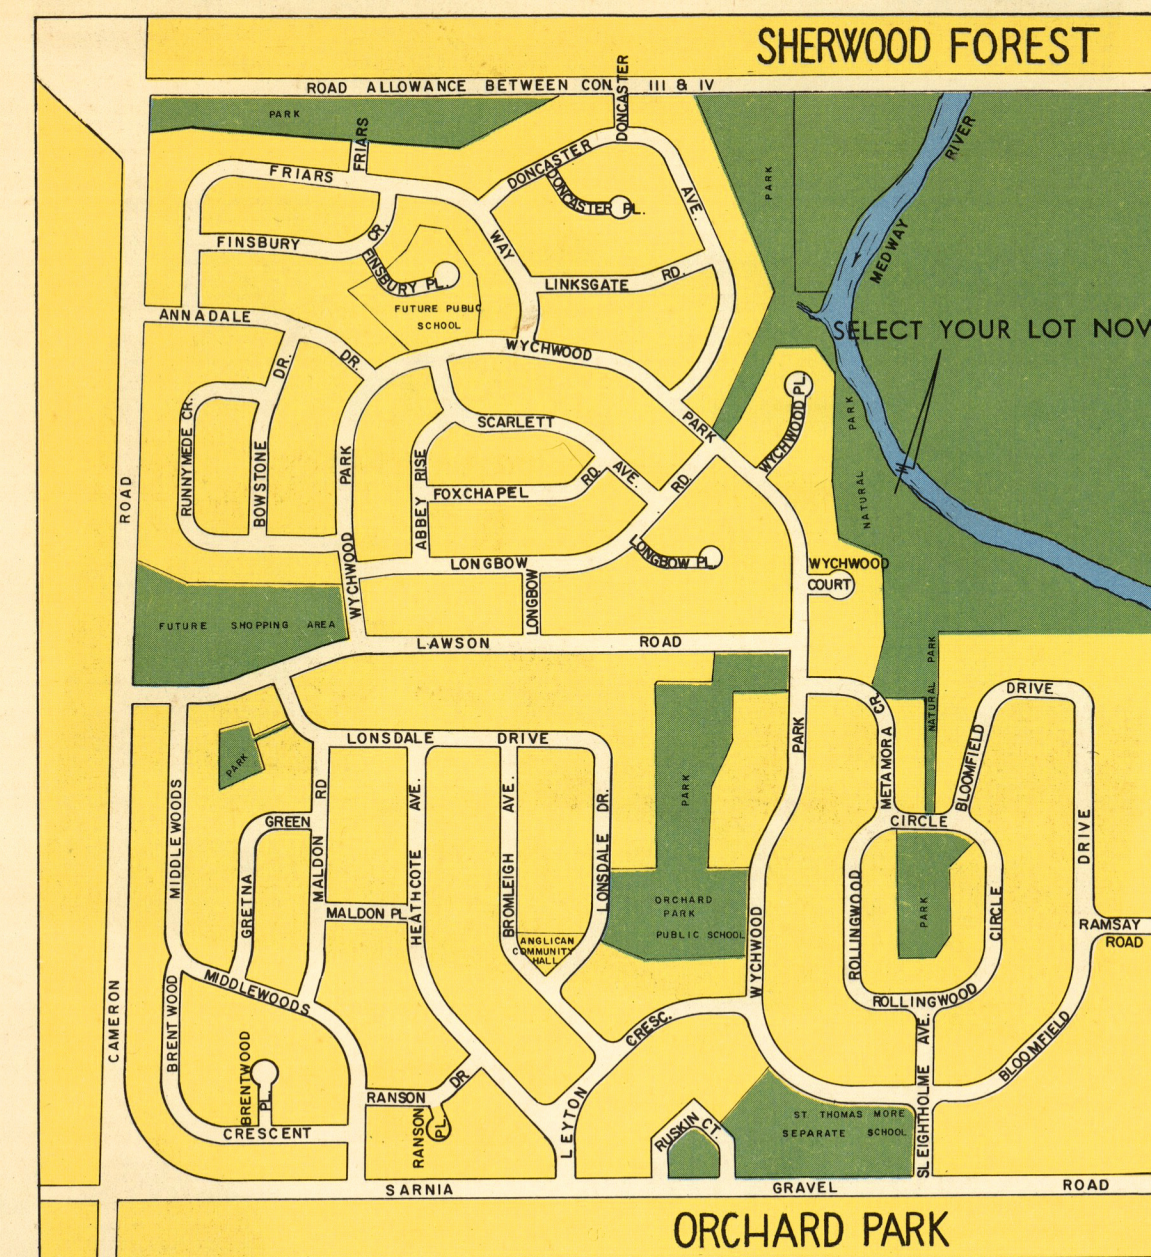 SHERWOOD FOREST
ROAD ALLOWANCE BETWEEN CON. III & IV
DONCASTER
PARK
FRIARS
FRIARS
DONCASTER
DONCASTER PL.
AVE.
PARK
RIVER
MEDWAY
FINSBURY
CR.
WAY
FINSBURY PL.
LINKSGATE
RD.
FUTURE PUBLIC
SCHOOL
ANNADALE
DR.
DR.
WYCHWOOD
SELECT YOUR LOT NOW
RUNNYMEDE CR.
BOWSTONE
PARK
SCARLETT
AVE.
PARK
WYCHWOOD PL.
PARK
NATURAL
ABBEY RISE
FOXCHAPEL
RD.
RD.
ROAD
WYCHWOOD
LONGBOW
LONGBOW
LONGBOW PL.
WYCHWOOD
COURT
FUTURE SHOPPING AREA
LAWSON ROAD
NATURAL PARK
LONSDALE DRIVE
PARK
PARK
METAMORA CR.
BLOOMFIELD
DRIVE
MIDDLEWOODS
MALDON RD
GREEN
GRETNA
HEATHCOTE AVE.
BROMLEIGH AVE.
LONSDALE DR.
PARK
CIRCLE
DRIVE
MALDON PL.
ANGLICAN
COMMUNITY
HALL
ORCHARD
PARK
PUBLIC SCHOOL
WYCHWOOD
ROLLINGWOOD
PARK
CIRCLE
RAMSAY
ROAD
MIDDLEWOODS
ROLLINGWOOD
CAMERON
BRENTWOOD
BRENTWOOD
PL.
CRESCENT
RANSON
DR
RANSON
PL.
CRESC.
LEYTON
RUSKIN CT.
ST. THOMAS MORE
SEPARATE SCHOOL
SLEIGHTHOLME AVE.
BLOOMFIELD
SARNIA GRAVEL ROAD
ORCHARD PARK